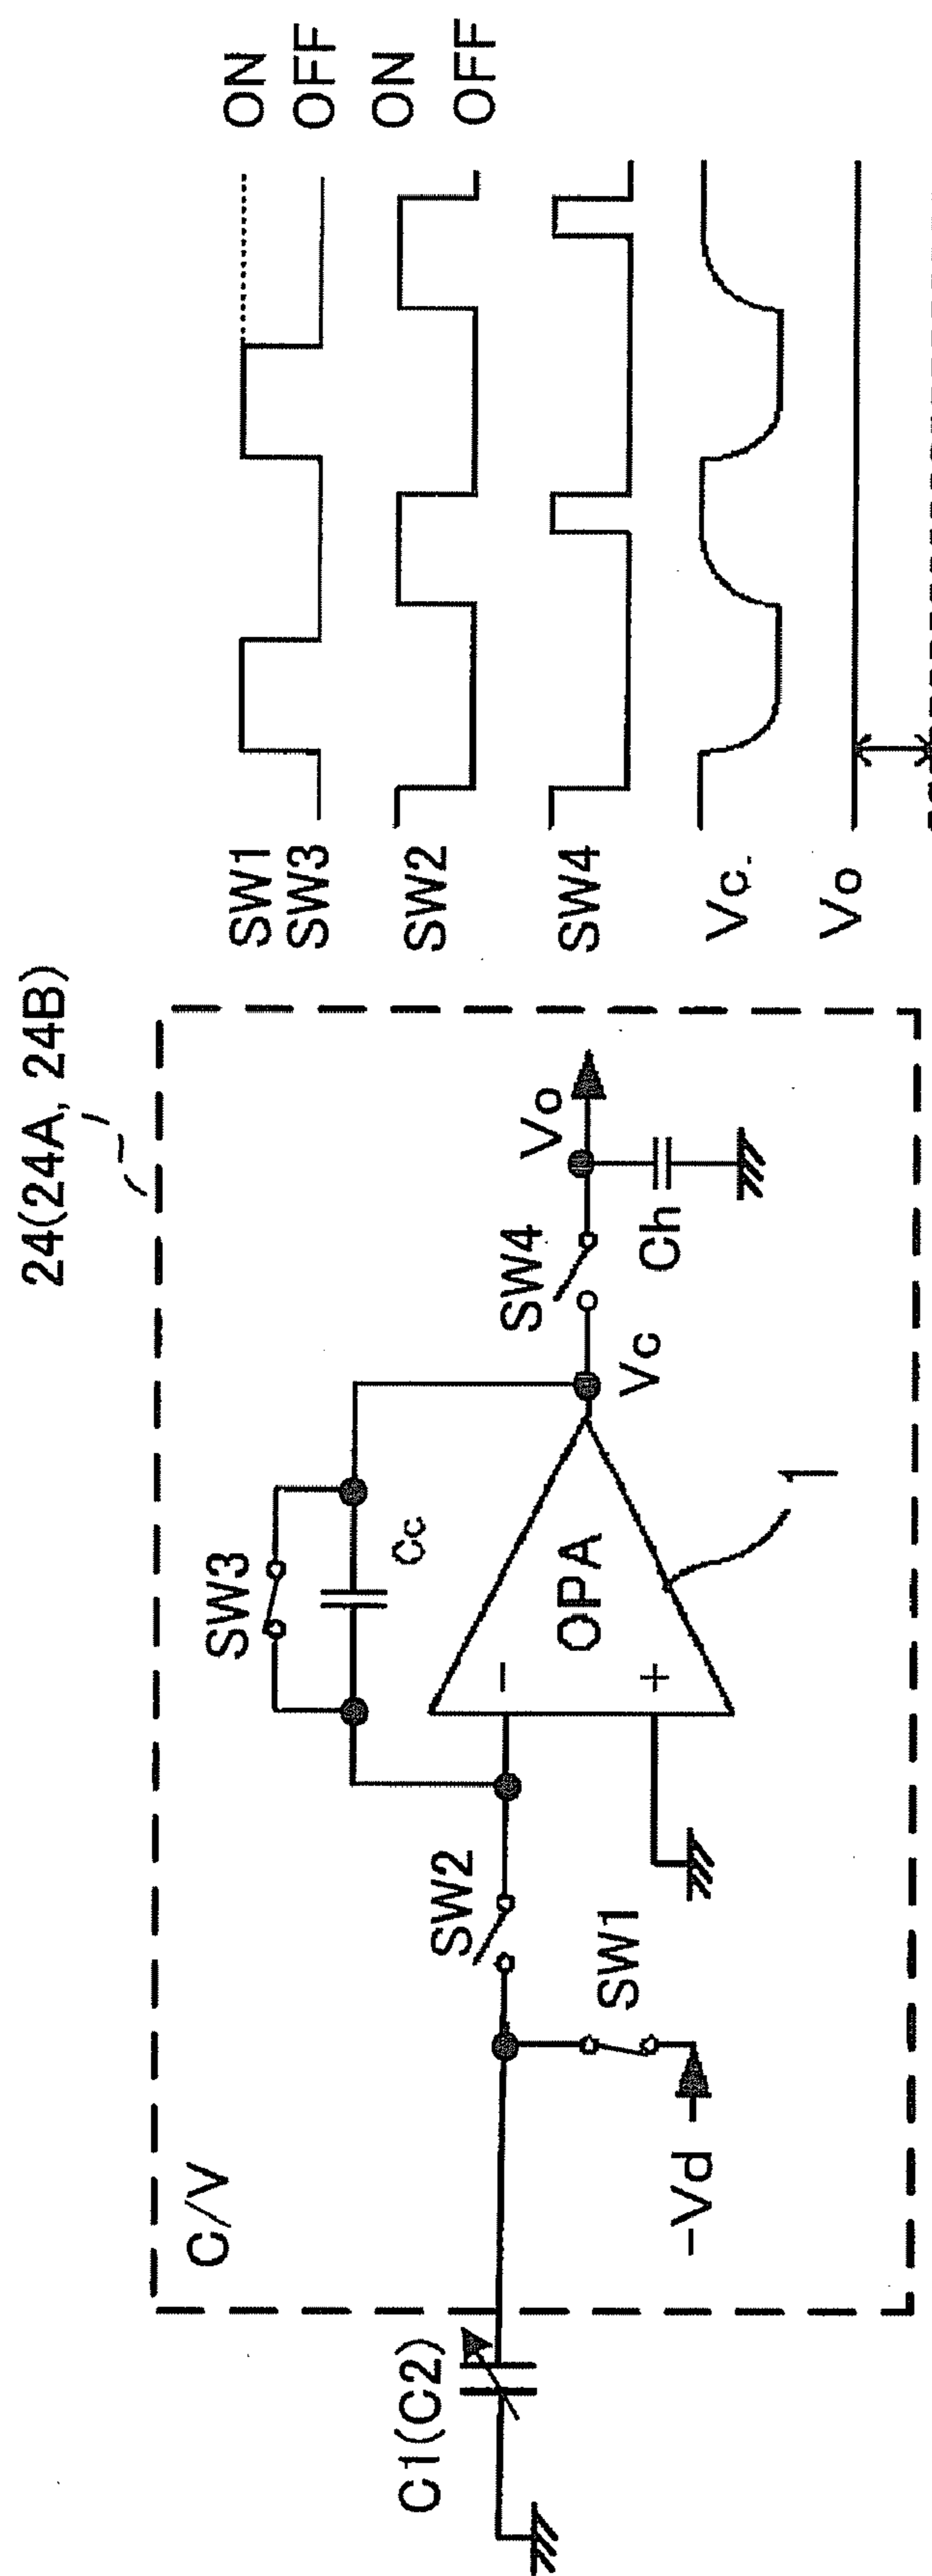 24(24A, 24B)
C/V
C1(C2)
-Vd
SW1
SW2
SW3
Cc
OPA
-
+
1
Vc
SW4
Ch
Vo
SW1
SW3
SW2
SW4
Vc.
Vo
ON
OFF
ON
OFF